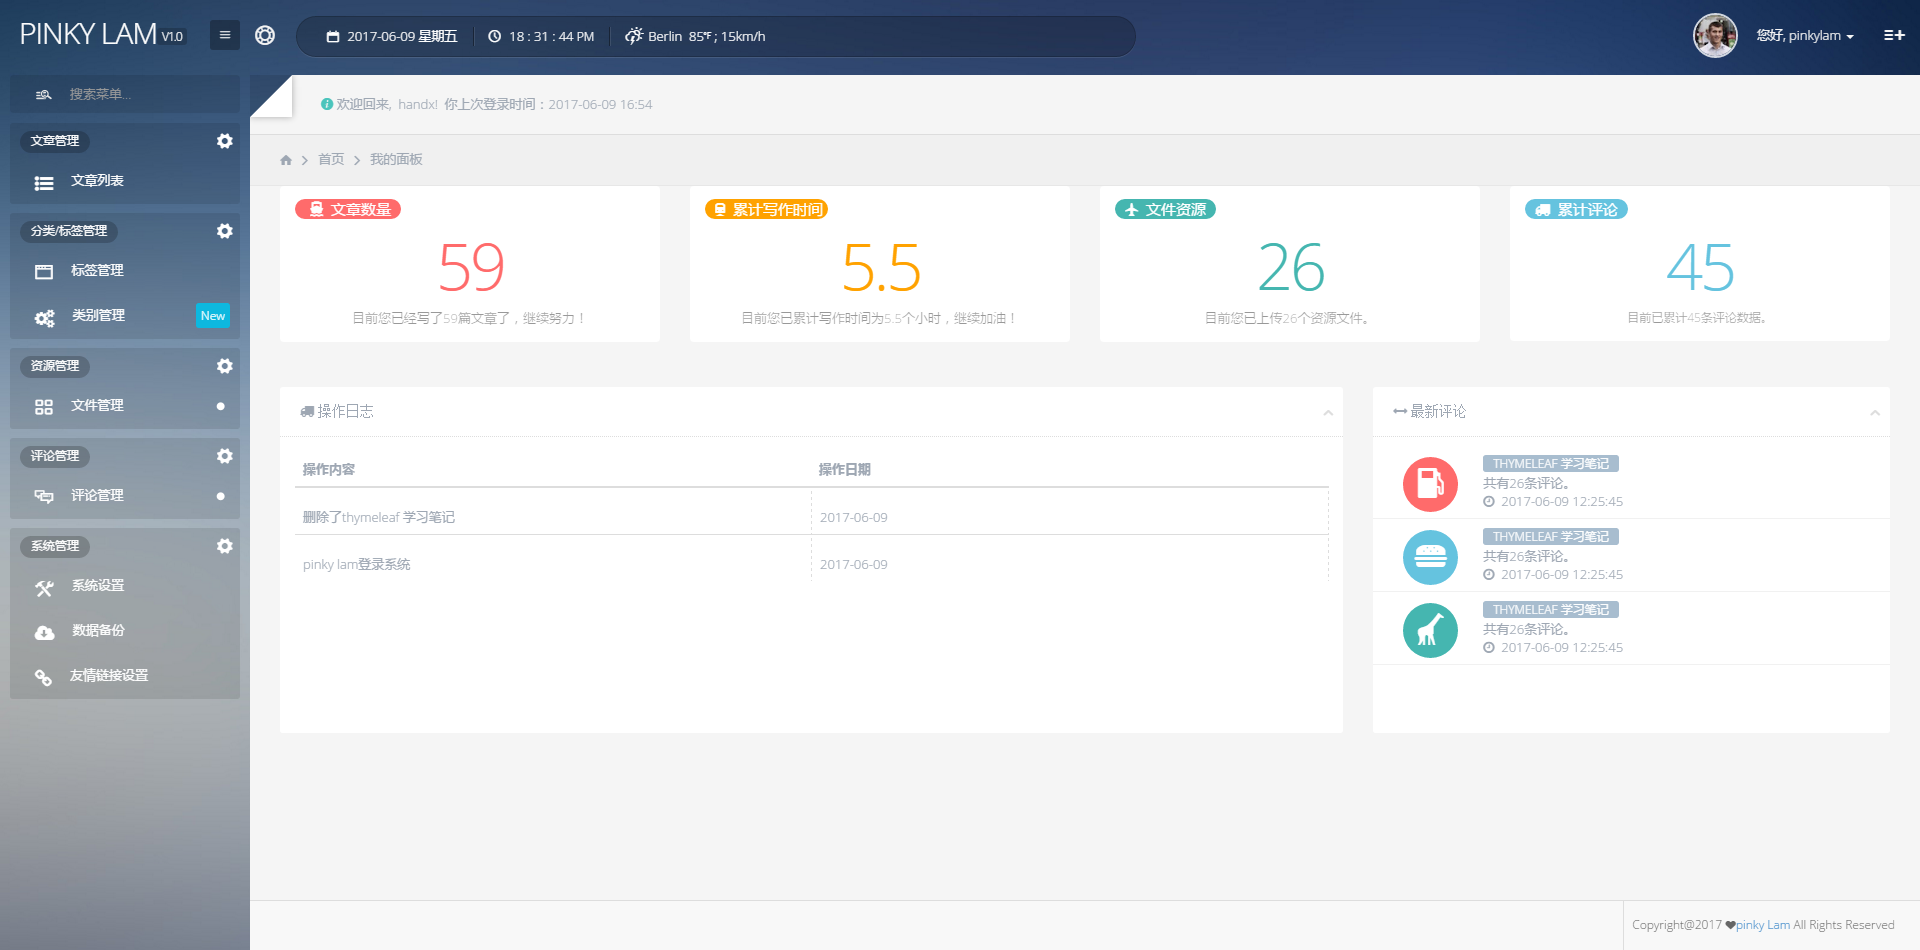 PINKY LAM V1.0
2017-06-09 星期五
18 : 31 : 44 PM
Berlin 85℉ ; 15km/h
您好, pinkylam
搜索菜单...
文章管理
文章列表
分类/标签管理
标签管理
类别管理 New
资源管理
文件管理
评论管理
评论管理
系统管理
系统设置
数据备份
友情链接设置
欢迎回来, handx! 你上次登录时间：2017-06-09 16:54
首页 我的面板
文章数量
59
目前您已经写了59篇文章了，继续努力！
累计写作时间
5.5
目前您已累计写作时间为5.5个小时，继续加油！
文件资源
26
目前您已上传26个资源文件。
累计评论
45
目前已累计45条评论数据。
操作日志
操作内容 操作日期
删除了thymeleaf 学习笔记 2017-06-09
pinky lam登录系统 2017-06-09
最新评论
THYMELEAF 学习笔记
共有26条评论。
2017-06-09 12:25:45
THYMELEAF 学习笔记
共有26条评论。
2017-06-09 12:25:45
THYMELEAF 学习笔记
共有26条评论。
2017-06-09 12:25:45
Copyright@2017 ❤pinky Lam All Rights Reserved